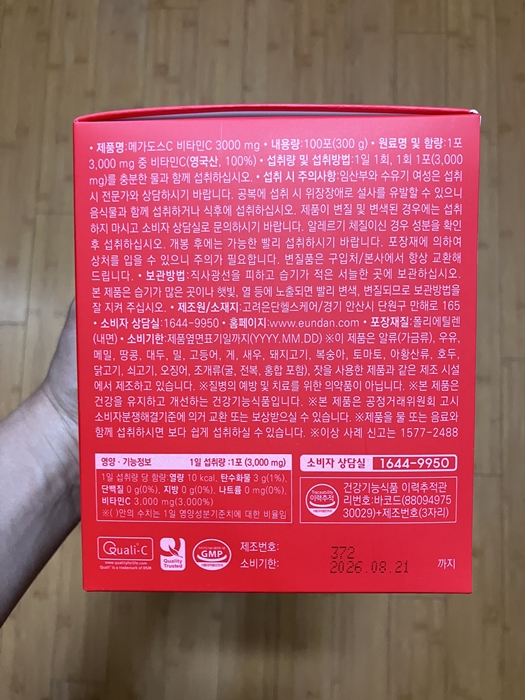 • 제품명:메가도스C 비타민C 3000 mg • 내용량:100포(300 g) • 원료명 및 함량:1포
3,000 mg 중 비타민C(영국산, 100%) • 섭취량 및 섭취방법:1일 1회, 1회 1포(3,000
mg)를 충분한 물과 함께 섭취하십시오. • 섭취 시 주의사항:임산부와 수유기 여성은 섭취
시 전문가와 상담하시기 바랍니다. 공복에 섭취 시 위장장애로 설사를 유발할 수 있으니
음식물과 함께 섭취하거나 식후에 섭취하십시오. 제품이 변질 및 변색된 경우에는 섭취
하지 마시고 소비자 상담실로 문의하시기 바랍니다. 알레르기 체질이신 경우 성분을 확인
후 섭취하십시오. 개봉 후에는 가능한 빨리 섭취하시기 바랍니다. 포장재에 의하여
상처를 입을 수 있으니 주의가 필요합니다. 변질품은 구입처/본사에서 항상 교환해
드립니다. • 보관방법:직사광선을 피하고 습기가 적은 서늘한 곳에 보관하십시오.
본 제품은 습기가 많은 곳이나 햇빛, 열 등에 노출되면 빨리 변색, 변질되므로 보관방법을
잘 지켜 주십시오. • 제조원/소재지:고려은단헬스케어/경기 안산시 단원구 만해로 165
• 소비자 상담실:1644-9950 • 홈페이지:www.eundan.com • 포장재질:폴리에틸렌
(내면) • 소비기한:제품옆면표기일까지(YYYY.MM.DD) ※이 제품은 알류(가금류), 우유,
메밀, 땅콩, 대두, 밀, 고등어, 게, 새우, 돼지고기, 복숭아, 토마토, 아황산류, 호두,
닭고기, 쇠고기, 오징어, 조개류(굴, 전복, 홍합 포함), 잣을 사용한 제품과 같은 제조 시설
에서 제조하고 있습니다. ※질병의 예방 및 치료를 위한 의약품이 아닙니다. ※본 제품은
건강을 유지하고 개선하는 건강기능식품입니다. ※본 제품은 공정거래위원회 고시
소비자분쟁해결기준에 의거 교환 또는 보상받으실 수 있습니다. ※제품을 물 또는 음료와
함께 섭취하시면 보다 쉽게 섭취하실 수 있습니다. ※이상 사례 신고는 1577-2488
영양·기능정보 1일 섭취량:1포 (3,000 mg)
1일 섭취량 당 함량:열량 10 kcal, 탄수화물 3 g(1%),
단백질 0 g(0%), 지방 0 g(0%), 나트륨 0 mg(0%),
비타민C 3,000 mg(3,000%)
※( )안의 수치는 1일 영양성분기준치에 대한 비율임
소비자 상담실 1644-9950
Traceability
이력추적
건강기능식품 이력추적관
리번호:바코드(88094975
30029)+제조번호(3자리)
Quali®-C
www.qualityforlife.com
Quali® is a trademark of DSM
Quality
Trusted
GMP
제조번호: 372
소비기한: 2026.08.21 까지